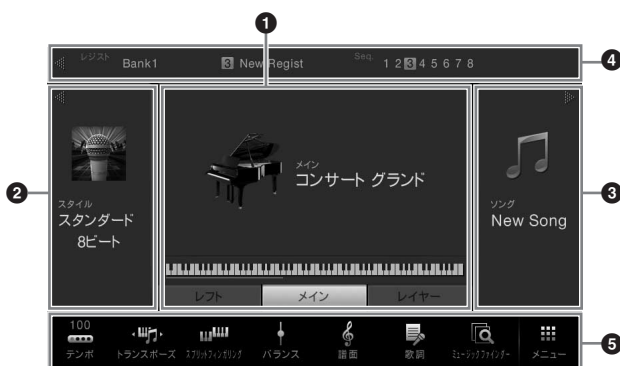 1
レジスト Bank1 3 New Regist Seq. 1 2 3 4 5 6 7 8
4
2
スタイル
スタンダード
8ビート
メイン
コンサート グランド
レフト メイン レイヤー
ソング
New Song
3
100
テンポ トランスポーズ スプリットフィンガリング バランス 譜面 歌詞 ミュージックファインダー メニュー
5